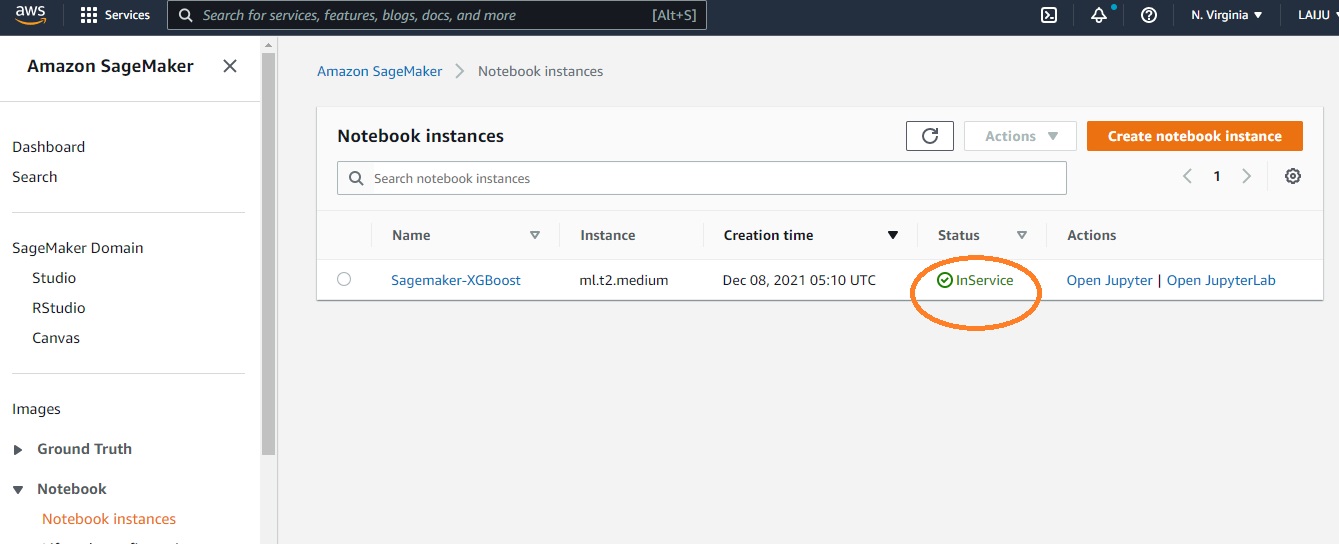 aws Services Search for services, features, blogs, docs, and more [Alt+S] N. Virginia LAIJU
Amazon SageMaker
Dashboard
Search
SageMaker Domain
Studio
RStudio
Canvas
Images
Ground Truth
Notebook
Notebook instances
Amazon SageMaker Notebook instances
Notebook instances Actions Create notebook instance
Search notebook instances 1
Name Instance Creation time Status Actions
Sagemaker-XGBoost ml.t2.medium Dec 08, 2021 05:10 UTC InService Open Jupyter | Open JupyterLab